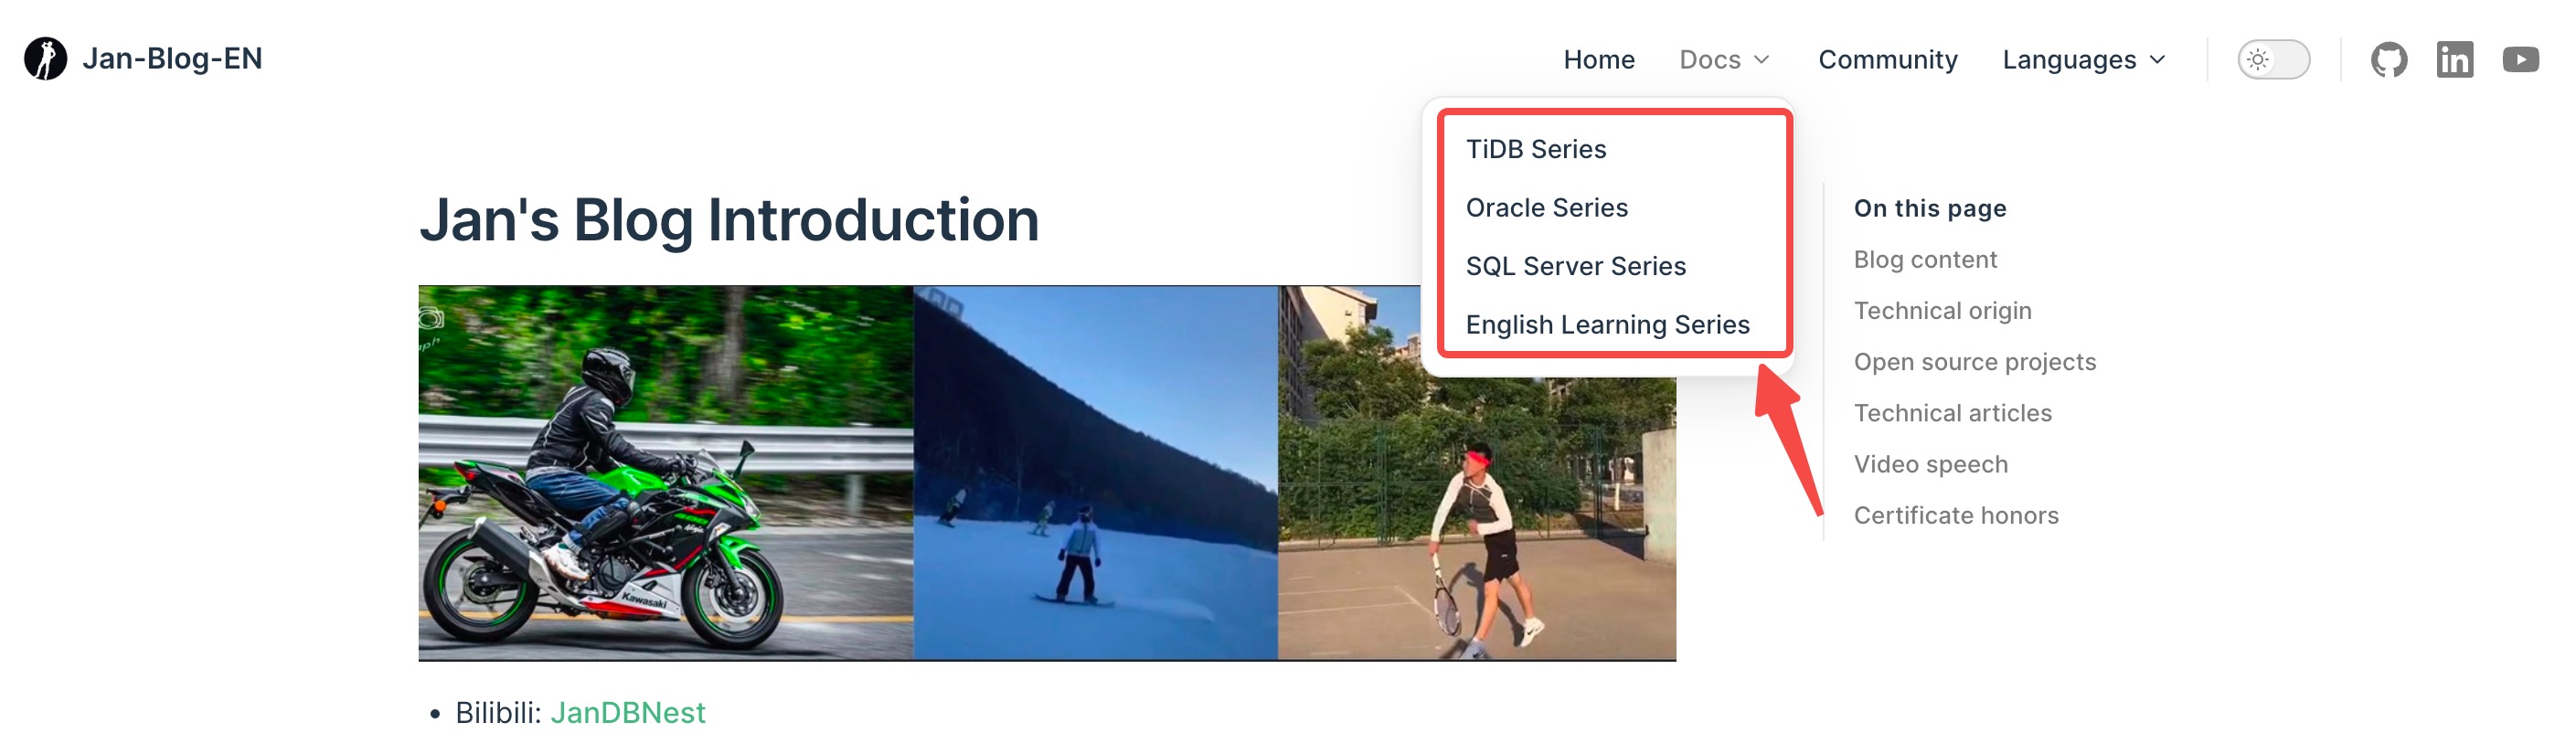 Jan-Blog-EN
Home Docs Community Languages
TiDB Series
Oracle Series
SQL Server Series
English Learning Series
Jan's Blog Introduction
Kawasaki
Ninja
On this page
Blog content
Technical origin
Open source projects
Technical articles
Video speech
Certificate honors
Bilibili: JanDBNest